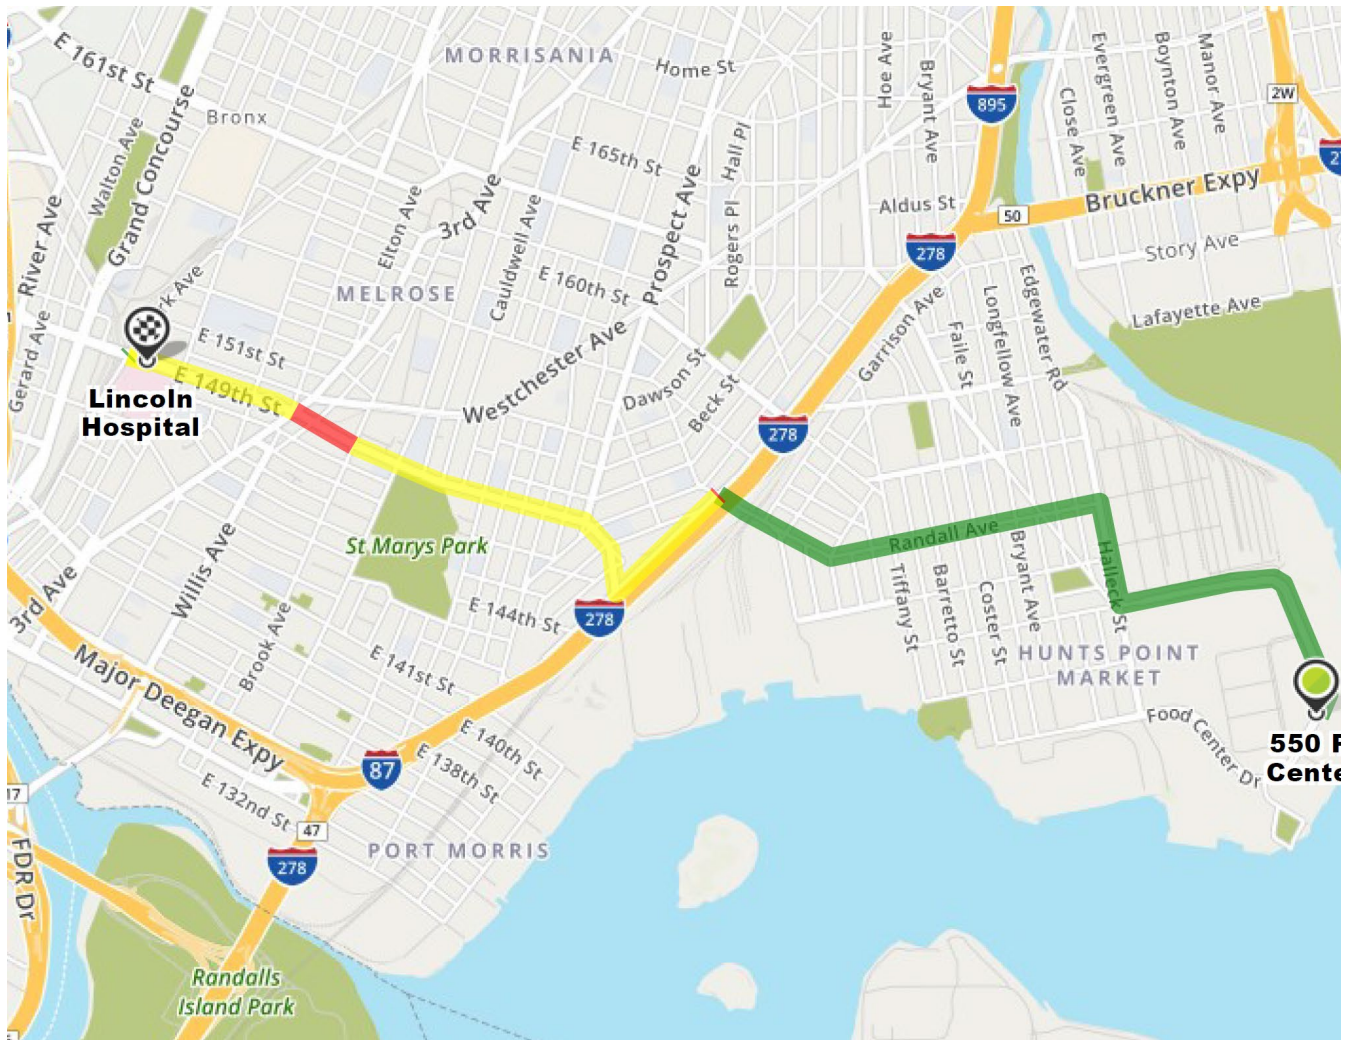 MORRISANIA
Home St
E 161st St
Bronx
Hoe Ave
Bryant Ave
895
Close Ave
Evergreen Ave
Boynton Ave
Manor Ave
2W
Walton Ave
Grand Concourse
E 165th St
Hall Pl
Bruckner Expy
50
Aldus St
River Ave
Elton Ave
3rd Ave
Cauldwell Ave
Prospect Ave
Rogers Pl
278
Story Ave
MELROSE
E 160th St
Lafayette Ave
Gerard Ave
E 151st St
E 149th St
Westchester Ave
Dawson St
Beck St
Garrison Ave
Faile St
Longfellow Ave
Edgewater Rd
Lincoln
Hospital
278
Randall Ave
St Marys Park
Willis Ave
3rd Ave
Brook Ave
E 144th St
278
Tiffany St
Barretto St
Coster St
Bryant Ave
Halleck St
HUNTS POINT
MARKET
Major Deegan Expy
E 141st St
E 140th St
E 138th St
87
E 132nd St
47
Food Center Dr
550 F
Cente
PORT MORRIS
278
FDR Dr
Randalls
Island Park